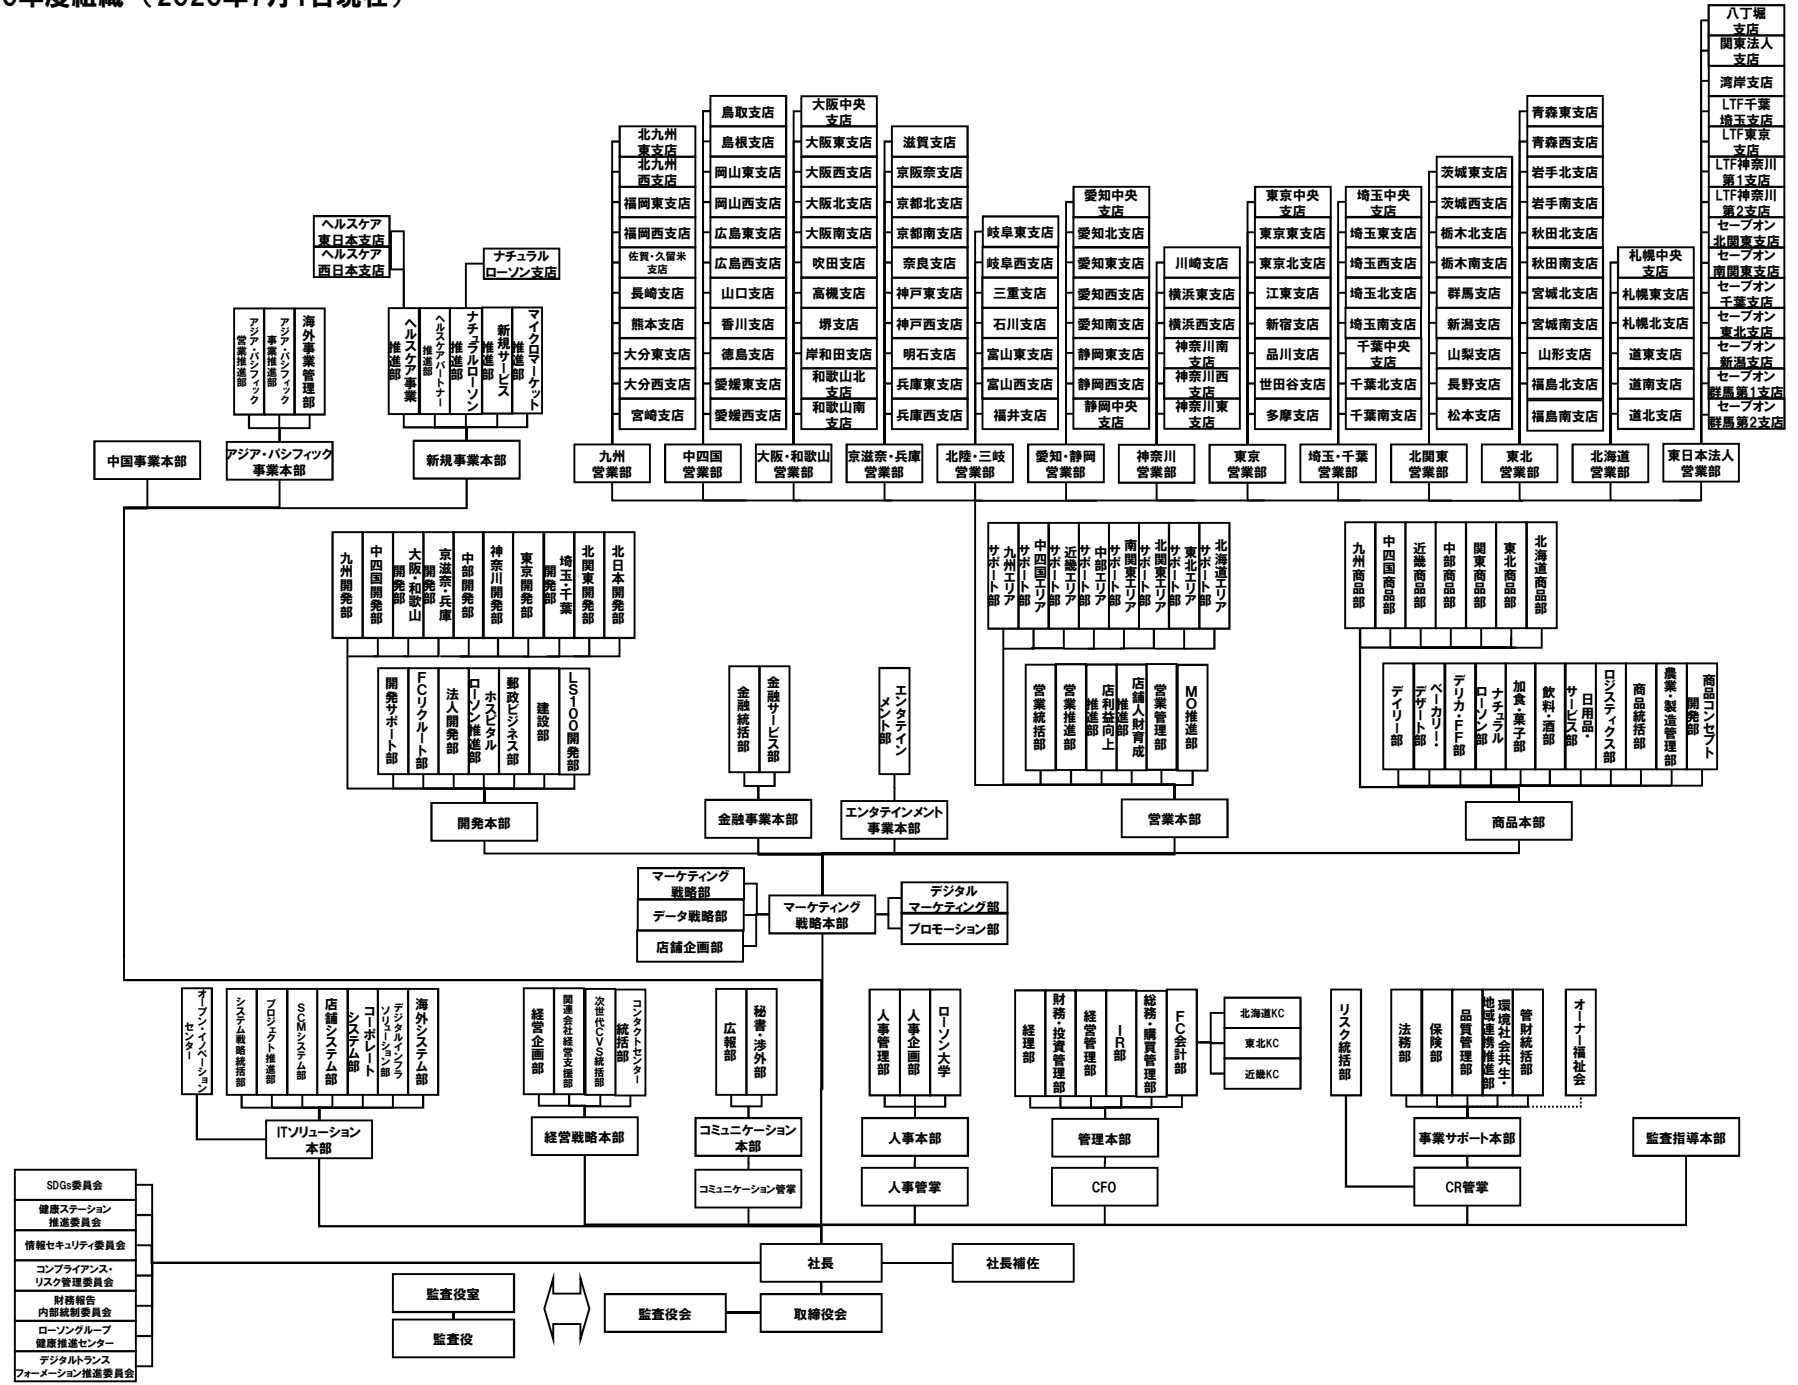 0年度組織（2020年7月1日現在）
八丁堀
支店
関東法人
支店
湾岸支店
LTF千葉
埼玉支店
LTF東京
支店
LTF神奈川
第1支店
LTF神奈川
第2支店
セーブオン
北関東支店
セーブオン
南関東支店
セーブオン
千葉支店
セーブオン
東北支店
セーブオン
新潟支店
セーブオン
群馬第1支店
セーブオン
群馬第2支店
北九州
東支店
北九州
西支店
福岡東支店
福岡西支店
佐賀・久留米
支店
長崎支店
熊本支店
大分東支店
大分西支店
宮崎支店
鳥取支店
島根支店
岡山東支店
岡山西支店
広島東支店
広島西支店
山口支店
香川支店
徳島支店
愛媛東支店
愛媛西支店
大阪中央
支店
大阪東支店
大阪西支店
大阪北支店
大阪南支店
吹田支店
高槻支店
堺支店
岸和田支店
和歌山北
支店
和歌山南
支店
滋賀支店
京阪奈支店
京都北支店
京都南支店
奈良支店
神戸東支店
神戸西支店
明石支店
兵庫東支店
兵庫西支店
岐阜東支店
岐阜西支店
三重支店
石川支店
富山東支店
富山西支店
福井支店
愛知中央
支店
愛知北支店
愛知東支店
愛知西支店
愛知南支店
静岡東支店
静岡西支店
静岡中央
支店
川崎支店
横浜東支店
横浜西支店
神奈川南
支店
神奈川西
支店
神奈川東
支店
東京中央
支店
東京東支店
東京北支店
江東支店
新宿支店
品川支店
世田谷支店
多摩支店
埼玉中央
支店
埼玉東支店
埼玉西支店
埼玉北支店
埼玉南支店
千葉中央
支店
千葉北支店
千葉南支店
茨城東支店
茨城西支店
栃木北支店
栃木南支店
群馬支店
新潟支店
山梨支店
長野支店
松本支店
青森東支店
青森西支店
岩手北支店
岩手南支店
秋田北支店
秋田南支店
宮城北支店
宮城南支店
山形支店
福島北支店
福島南支店
札幌中央
支店
札幌東支店
札幌北支店
道東支店
道南支店
道北支店
ヘルスケア
東日本支店
ヘルスケア
西日本支店
ナチュラル
ローソン支店
アジア・パシフィック
営業推進部
アジア・パシフィック
事業推進部
海外事業管理部
ヘルスケア事業
推進部
ヘルスケアパートナー
推進部
ナチュラルローソン
推進部
新規サービス
推進部
マイクロマーケット
推進部
中国事業本部
アジア・パシフィック
事業本部
新規事業本部
九州
営業部
中四国
営業部
大阪・和歌山
営業部
京滋奈・兵庫
営業部
北陸・三岐
営業部
愛知・静岡
営業部
神奈川
営業部
東京
営業部
埼玉・千葉
営業部
北関東
営業部
東北
営業部
北海道
営業部
東日本法人
営業部
九州開発部
中四国開発部
大阪・和歌山
開発部
京滋奈・兵庫
開発部
中部開発部
神奈川開発部
東京開発部
埼玉・千葉
開発部
北関東開発部
北日本開発部
九州エリア
サポート部
中四国エリア
サポート部
近畿エリア
サポート部
中部エリア
サポート部
南関東エリア
サポート部
北関東エリア
サポート部
東北エリア
サポート部
北海道エリア
サポート部
九州商品部
中四国商品部
近畿商品部
中部商品部
関東商品部
東北商品部
北海道商品部
開発サポート部
FCリクルート部
法人開発部
ホスピタル
ローソン推進部
郵政ビジネス部
建設部
LS100開発部
金融統括部
金融サービス部
エンタテイン
メント部
営業統括部
営業推進部
店利益向上
推進部
店舗人財育成
推進部
営業管理部
MO推進部
デイリー部
ベーカリー・
デザート部
デリカ・FF部
ナチュラル
ローソン部
加食・菓子部
飲料・酒部
日用品・
サービス部
ロジスティクス部
商品統括部
農業・製造管理部
商品コンセプト
開発部
開発本部
金融事業本部
エンタテインメント
事業本部
営業本部
商品本部
マーケティング
戦略部
データ戦略部
店舗企画部
マーケティング
戦略本部
デジタル
マーケティング部
プロモーション部
オープン・イノベーション
センター
システム戦略統括部
プロジェクト推進部
SCMシステム部
店舗システム部
コーポレート
システム部
デジタルインフラ
ソリューション部
海外システム部
経営企画部
関連会社経営支援部
次世代CVS統括部
コンタクトセンター
統括部
広報部
秘書・渉外部
人事管理部
人事企画部
ローソン大学
経理部
財務・投資管理部
経営管理部
IR部
総務・購買管理部
FC会計部
北海道KC
東北KC
近畿KC
リスク統括部
法務部
保険部
品質管理部
環境社会共生・
地域連携推進部
管財統括部
オーナー福祉会
ITソリューション
本部
経営戦略本部
コミュニケーション
本部
人事本部
管理本部
事業サポート本部
監査指導本部
コミュニケーション管掌
人事管掌
CFO
CR管掌
SDGs委員会
健康ステーション
推進委員会
情報セキュリティ委員会
コンプライアンス・
リスク管理委員会
財務報告
内部統制委員会
ローソングループ
健康推進センター
デジタルトランス
フォーメーション推進委員会
社長
社長補佐
監査役室
監査役
監査役会
取締役会